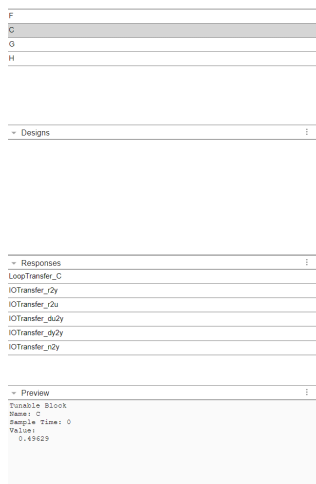 F
C
G
H
Designs
Responses
LoopTransfer_C
IOTransfer_r2y
IOTransfer_r2u
IOTransfer_du2y
IOTransfer_dy2y
IOTransfer_n2y
Preview
Tunable Block
Name: C
Sample Time: 0
Value:
0.49629